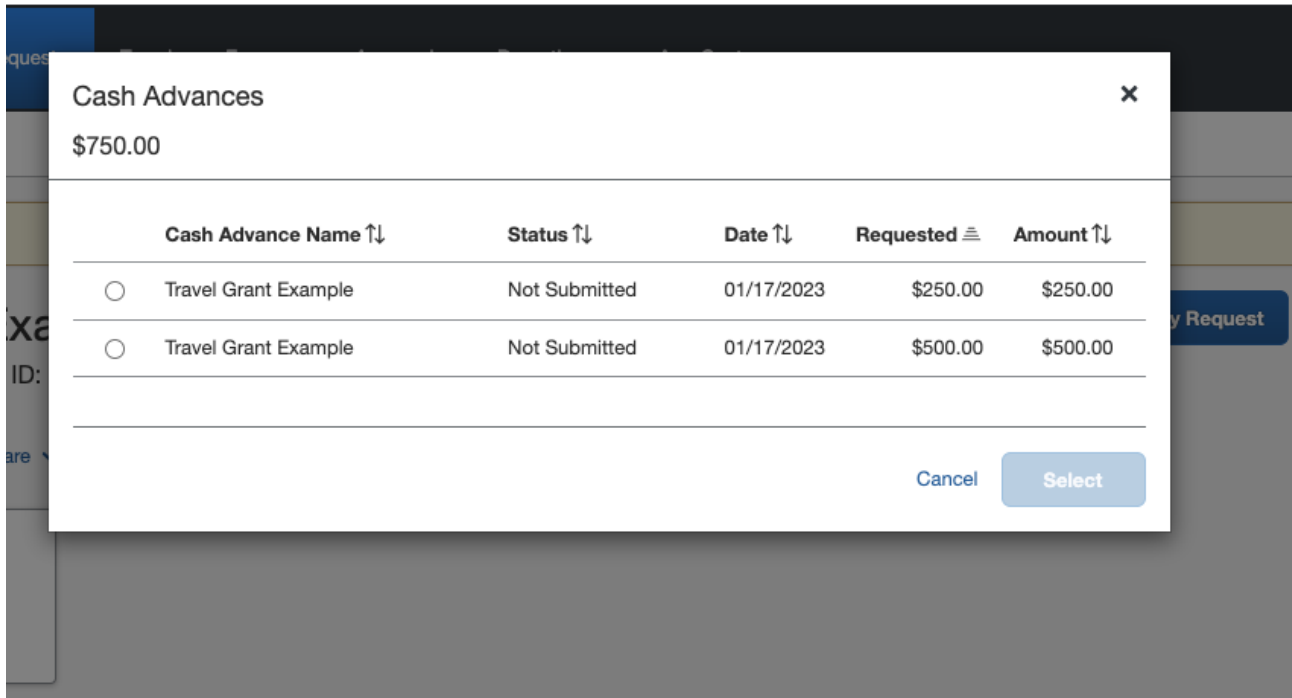 Cash Advances
$750.00
Cash Advance Name Status Date Requested Amount
Travel Grant Example Not Submitted 01/17/2023 $250.00 $250.00
Travel Grant Example Not Submitted 01/17/2023 $500.00 $500.00
Request
ID:
Cancel Select